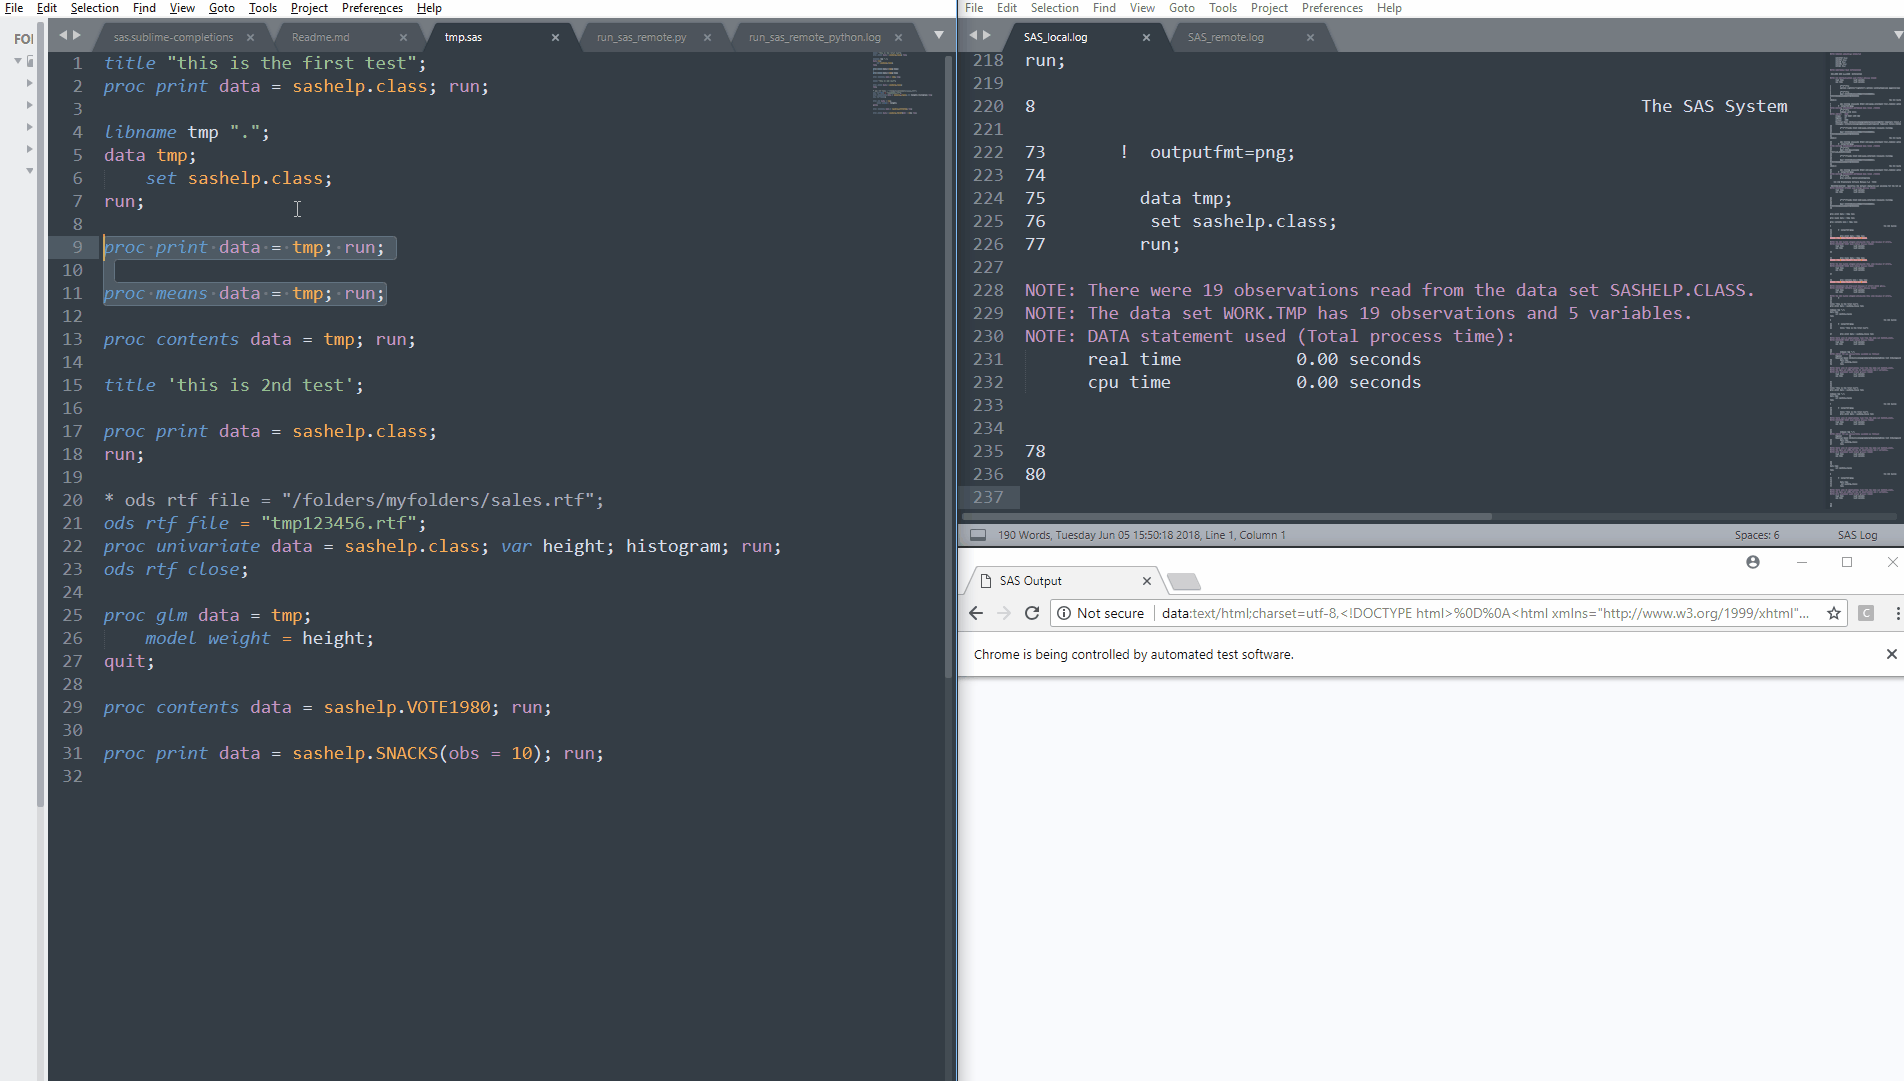 File Edit Selection Find View Goto Tools Project Preferences Help
sas.sublime-completions × Readme.md × tmp.sas × run_sas_remote.py × run_sas_remote_python.log ×
1 title "this is the first test";
2 proc print data = sashelp.class; run;
3
4 libname tmp ".";
5 data tmp;
6 set sashelp.class;
7 run;
8
9 proc·print·data·=·tmp;·run;
10
11 proc·means·data·=·tmp;·run;
12
13 proc contents data = tmp; run;
14
15 title 'this is 2nd test';
16
17 proc print data = sashelp.class;
18 run;
19
20 * ods rtf file = "/folders/myfolders/sales.rtf";
21 ods rtf file = "tmp123456.rtf";
22 proc univariate data = sashelp.class; var height; histogram; run;
23 ods rtf close;
24
25 proc glm data = tmp;
26 model weight = height;
27 quit;
28
29 proc contents data = sashelp.VOTE1980; run;
30
31 proc print data = sashelp.SNACKS(obs = 10); run;
32
File Edit Selection Find View Goto Tools Project Preferences Help
SAS_local.log × SAS_remote.log ×
218 run;
219
220 8 The SAS System
221
222 73 ! outputfmt=png;
223 74
224 75 data tmp;
225 76 set sashelp.class;
226 77 run;
227
228 NOTE: There were 19 observations read from the data set SASHELP.CLASS.
229 NOTE: The data set WORK.TMP has 19 observations and 5 variables.
230 NOTE: DATA statement used (Total process time):
231 real time 0.00 seconds
232 cpu time 0.00 seconds
233
234
235 78
236 80
237
190 Words, Tuesday Jun 05 15:50:18 2018, Line 1, Column 1 Spaces: 6 SAS Log
SAS Output ×
Not secure data:text/html;charset=utf-8,<!DOCTYPE html>%0D%0A<html xmlns="http://www.w3.org/1999/xhtml"... C
Chrome is being controlled by automated test software. ×